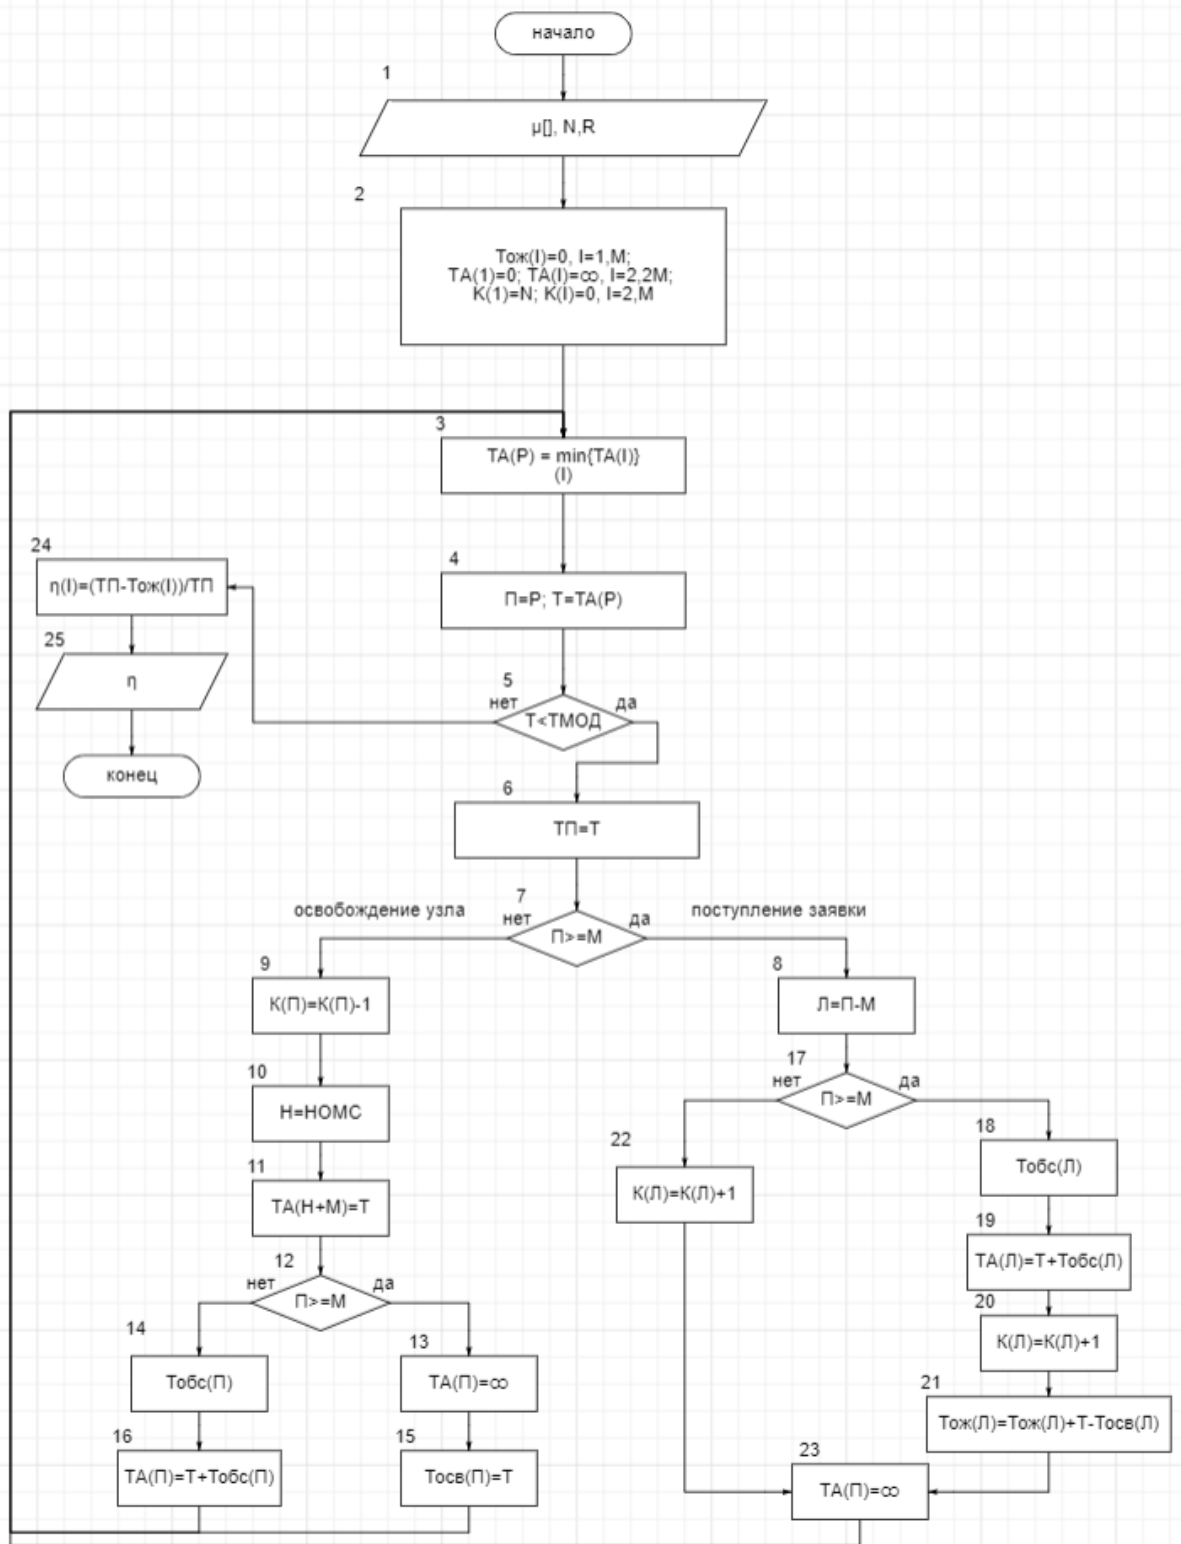 начало
1
μ[], N,R
2
Тож(I)=0, I=1,M;
TA(1)=0; TA(I)=∞, I=2,2M;
K(1)=N; K(I)=0, I=2,M
3
TA(P) = min{TA(I)}
(I)
24
η(I)=(ТП-Тож(I))/ТП
4
П=P; T=TA(P)
25
η
5
нет
да
T<TМОД
конец
6
ТП=Т
7
освобождение узла
нет
да
поступление заявки
П>=М
9
К(П)=К(П)-1
8
Л=П-М
10
Н=НОМС
17
нет
да
П>=М
11
ТА(Н+М)=Т
22
К(Л)=К(Л)+1
18
Тобс(Л)
12
нет
да
П>=М
19
ТА(Л)=Т+Тобс(Л)
14
Тобс(П)
13
ТА(П)=∞
20
К(Л)=К(Л)+1
21
Тож(Л)=Тож(Л)+Т-Тосв(Л)
16
ТА(П)=Т+Тобс(П)
15
Тосв(П)=Т
23
ТА(П)=∞